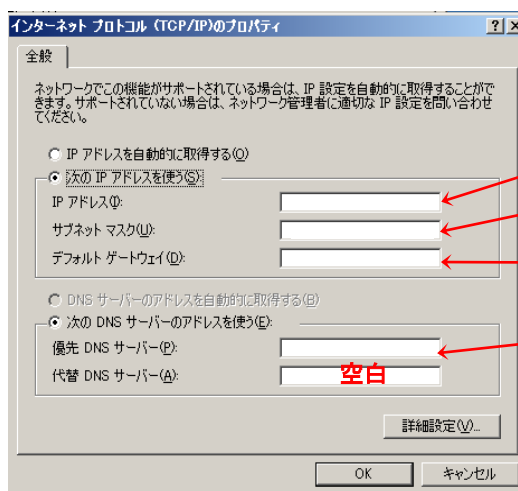 インターネット プロトコル (TCP/IP)のプロパティ
全般
ネットワークでこの機能がサポートされている場合は、IP 設定を自動的に取得することがで
きます。サポートされていない場合は、ネットワーク管理者に適切な IP 設定を問い合わせ
てください。
IP アドレスを自動的に取得する(O)
次の IP アドレスを使う(S):
IP アドレス(I):
サブネット マスク(U):
デフォルト ゲートウェイ(D):
DNS サーバーのアドレスを自動的に取得する(B)
次の DNS サーバーのアドレスを使う(E):
優先 DNS サーバー(P):
代替 DNS サーバー(A):
空白
詳細設定(V)...
OK
キャンセル